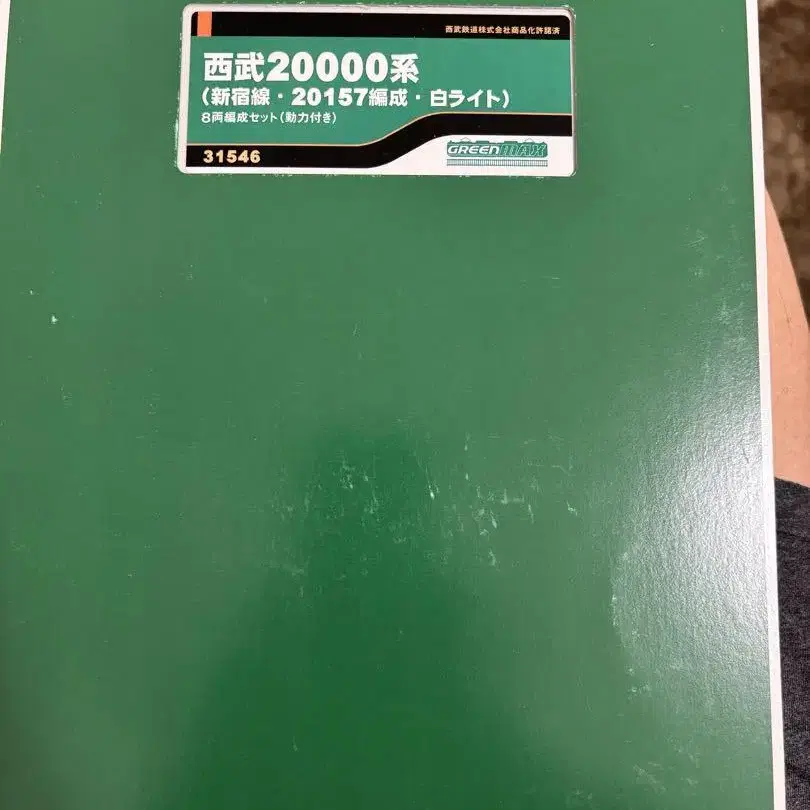 西武鉄道株式会社商品化許諾済
西武20000系
(新宿線・20157編成・白ライト)
8両編成セット(動力付き)
31546
GREENMAX